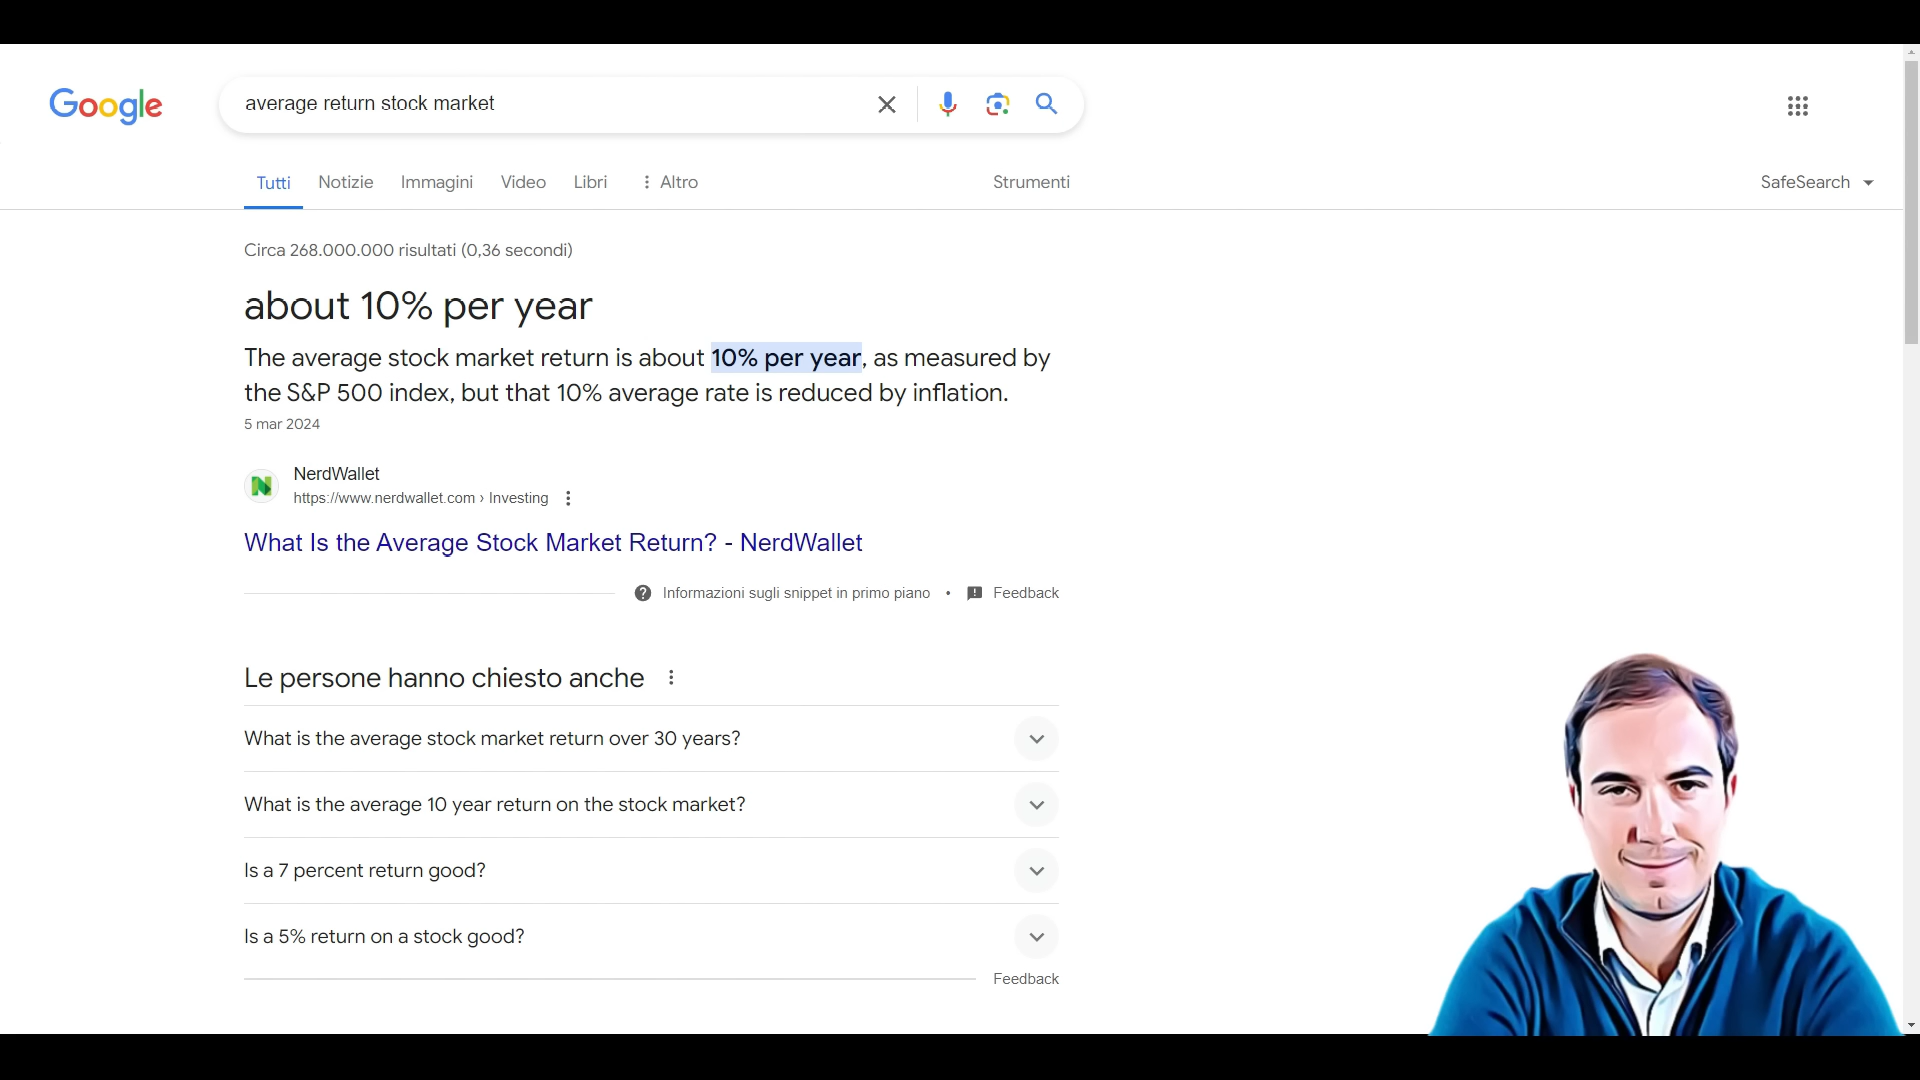 Google
average return stock market
Tutti Notizie Immagini Video Libri Altro Strumenti SafeSearch
Circa 268.000.000 risultati (0,36 secondi)
about 10% per year
The average stock market return is about 10% per year, as measured by
the S&P 500 index, but that 10% average rate is reduced by inflation.
5 mar 2024
NerdWallet
https://www.nerdwallet.com › Investing
What Is the Average Stock Market Return? - NerdWallet
Informazioni sugli snippet in primo piano • Feedback
Le persone hanno chiesto anche
What is the average stock market return over 30 years?
What is the average 10 year return on the stock market?
Is a 7 percent return good?
Is a 5% return on a stock good?
Feedback